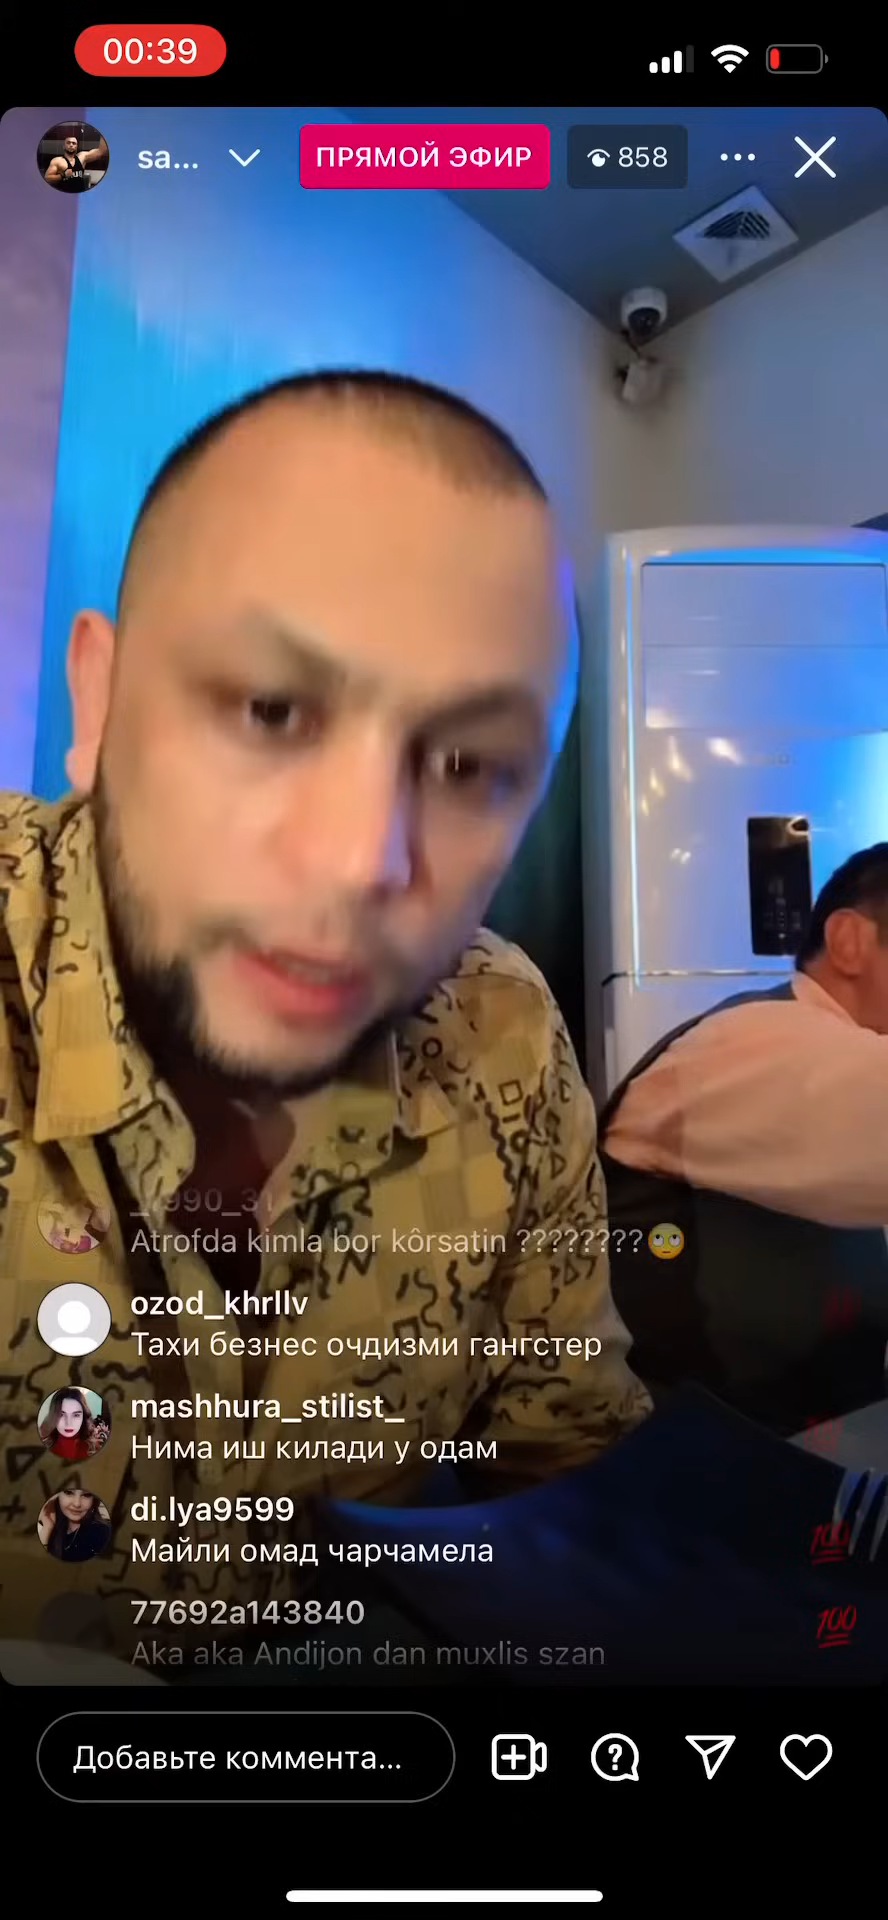 00:39
sa...
ПРЯМОЙ ЭФИР
858
_1990_31
Atrofda kimla bor kôrsatin ????????🙄
ozod_khrllv
Тахи безнес очдизми гангстер
mashhura_stilist_
Нима иш килади у одам
di.lya9599
Майли омад чарчамела
77692a143840
Aka aka Andijon dan muxlis szan
Добавьте коммента...